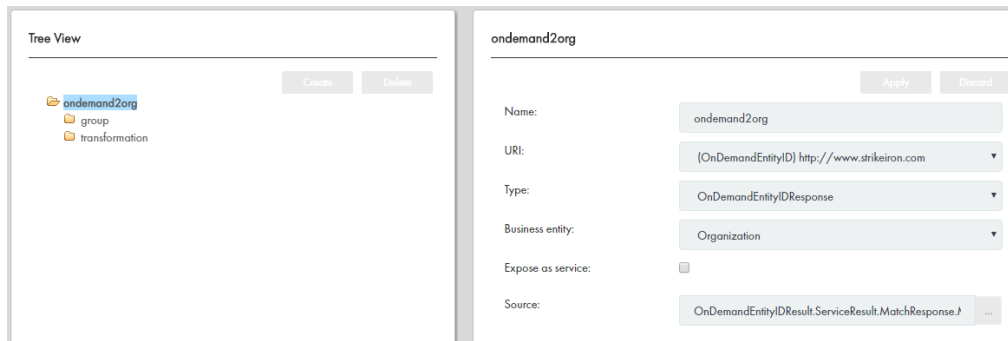 Tree View
Create Delete
ondemand2org
group
transformation
ondemand2org
Apply Discard
Name: ondemand2org
URI: (OnDemandEntityID) http://www.strikeiron.com
Type: OnDemandEntityIDResponse
Business entity: Organization
Expose as service:
Source: OnDemandEntityIDResult.ServiceResult.MatchResponse. ...